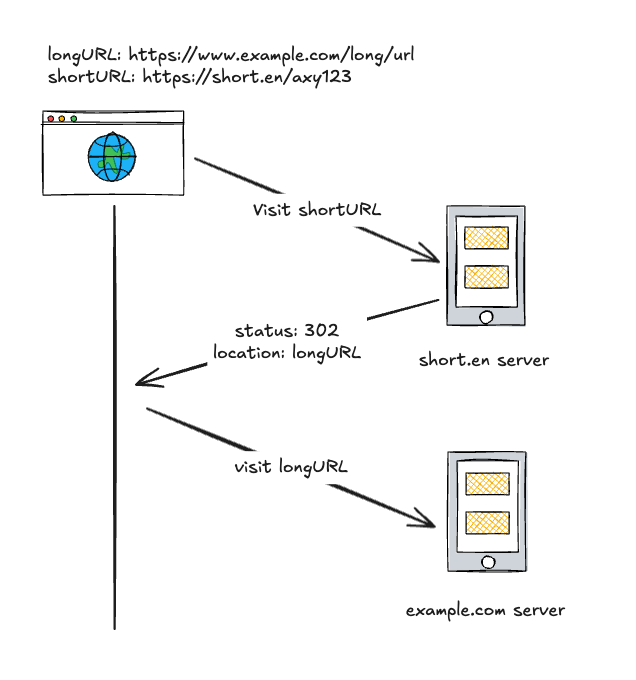 longURL: https://www.example.com/long/url
shortURL: https://short.en/axy123
Visit shortURL
status: 302
location: longURL
short.en server
visit longURL
example.com server